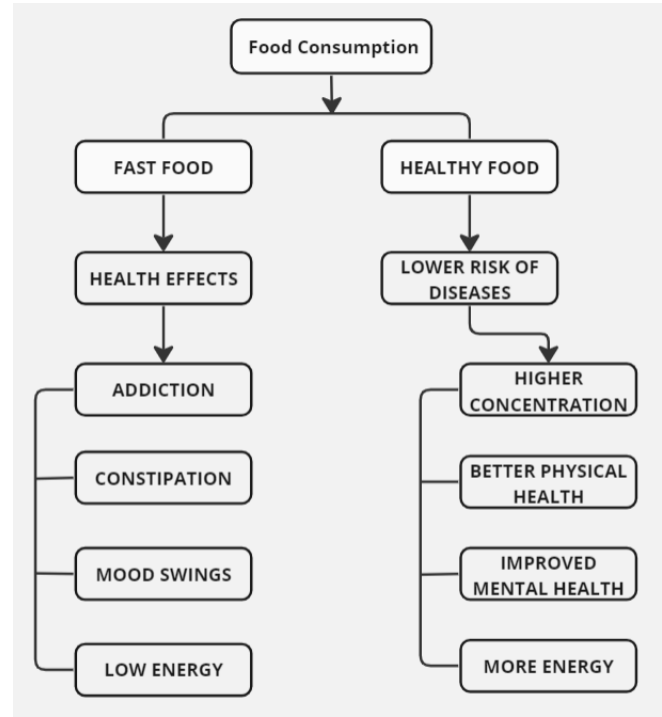 Food Consumption
FAST FOOD
HEALTHY FOOD
HEALTH EFFECTS
LOWER RISK OF
DISEASES
ADDICTION
HIGHER
CONCENTRATION
CONSTIPATION
BETTER PHYSICAL
HEALTH
MOOD SWINGS
IMPROVED
MENTAL HEALTH
LOW ENERGY
MORE ENERGY